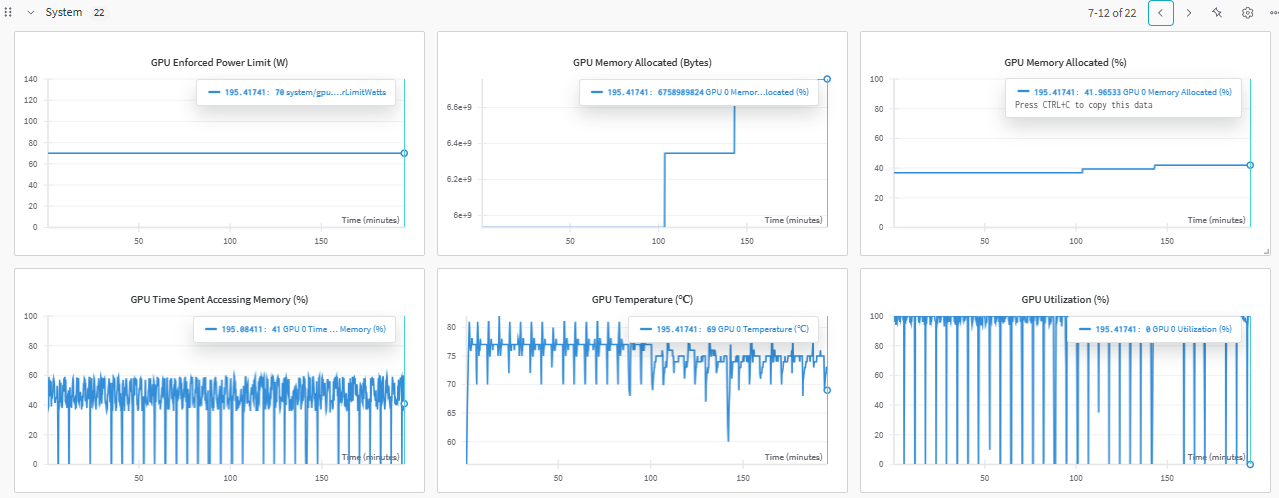 System 22
7-12 of 22
GPU Enforced Power Limit (W)
195.41741: 70 system/gpu....rLimitWatts
140
120
100
80
60
40
20
0
Time (minutes)
50 100 150
GPU Memory Allocated (Bytes)
195.41741: 6758989824 GPU 0 Memor...located (%)
6.6e+9
6.4e+9
6.2e+9
6e+9
Time (minutes)
50 100 150
GPU Memory Allocated (%)
195.41741: 41.96533 GPU 0 Memory Allocated (%)
Press CTRL+C to copy this data
100
80
60
40
20
0
Time (minutes)
50 100 150
GPU Time Spent Accessing Memory (%)
195.08411: 41 GPU 0 Time ... Memory (%)
100
80
60
40
20
0
Time (minutes)
50 100 150
GPU Temperature (℃)
195.41741: 69 GPU 0 Temperature (℃)
80
75
70
65
60
Time (minutes)
50 100 150
GPU Utilization (%)
195.41741: 0 GPU 0 Utilization (%)
100
80
60
40
20
0
Time (minutes)
50 100 150